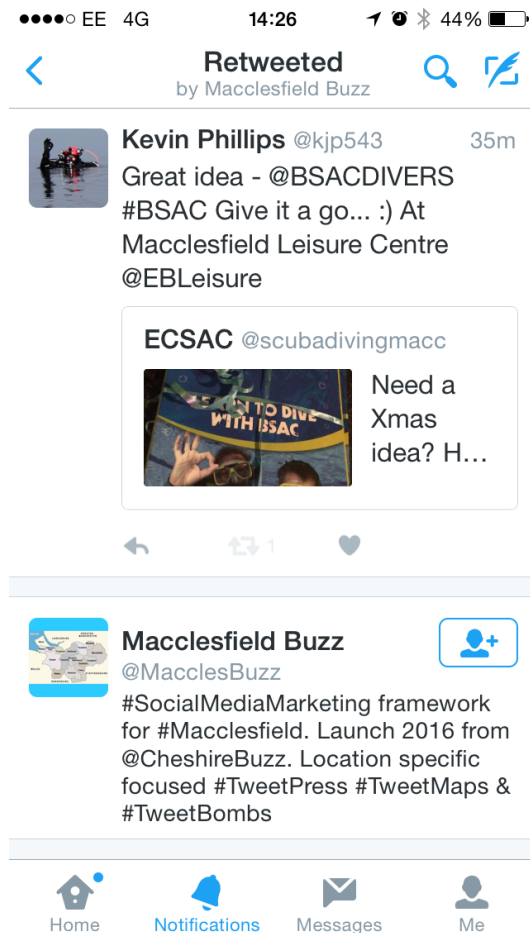 EE 4G 14:26 44%
Retweeted
by Macclesfield Buzz
Kevin Phillips @kjp543 35m
Great idea - @BSACDIVERS
#BSAC Give it a go... :) At
Macclesfield Leisure Centre
@EBLeisure
ECSAC @scubadivingmacc
TO DIVE
WITH BSAC
Need a
Xmas
idea? H...
1
Macclesfield Buzz
@MacclesBuzz
#SocialMediaMarketing framework
for #Macclesfield. Launch 2016 from
@CheshireBuzz. Location specific
focused #TweetPress #TweetMaps &
#TweetBombs
Home Notifications Messages Me